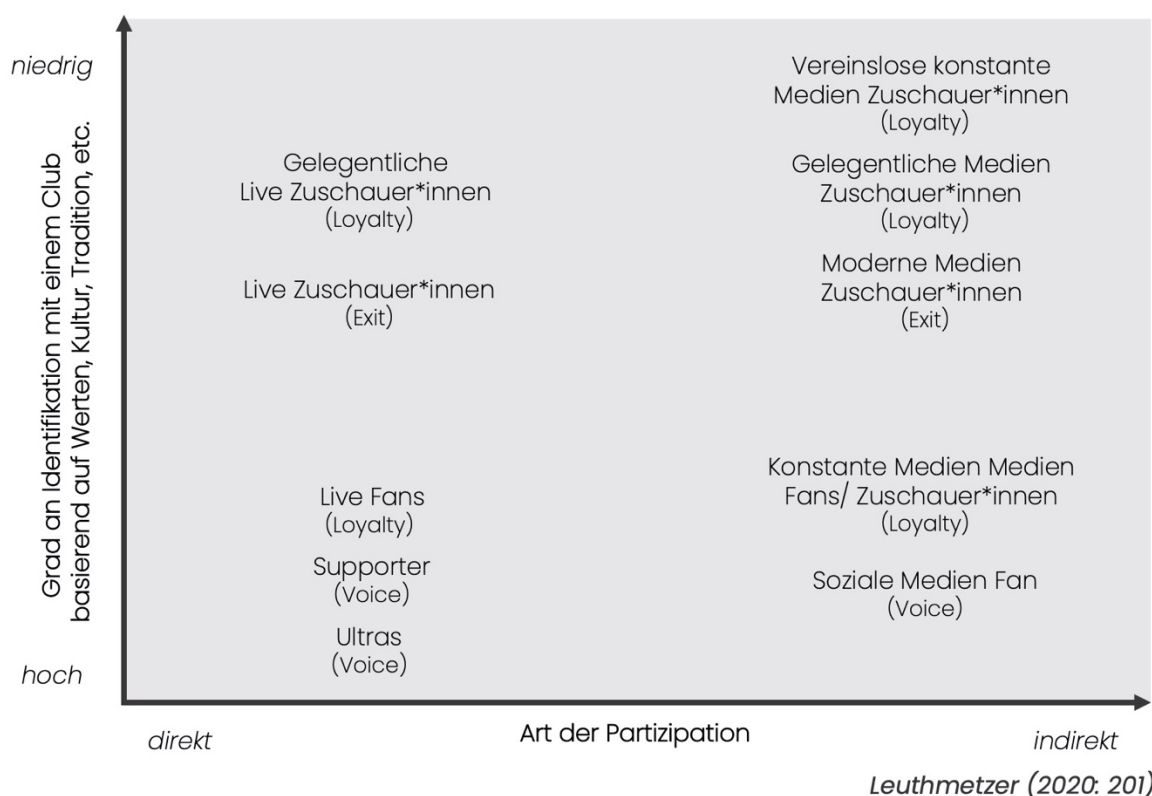 niedrig
Grad an Identifikation mit einem Club
basierend auf Werten, Kultur, Tradition, etc.
hoch
Gelegentliche
Live Zuschauer*innen
(Loyalty)
Live Zuschauer*innen
(Exit)
Live Fans
(Loyalty)
Supporter
(Voice)
Ultras
(Voice)
Vereinslose konstante
Medien Zuschauer*innen
(Loyalty)
Gelegentliche Medien
Zuschauer*innen
(Loyalty)
Moderne Medien
Zuschauer*innen
(Exit)
Konstante Medien Medien
Fans/ Zuschauer*innen
(Loyalty)
Soziale Medien Fan
(Voice)
direkt
Art der Partizipation
indirekt
Leuthmetzer (2020: 201)